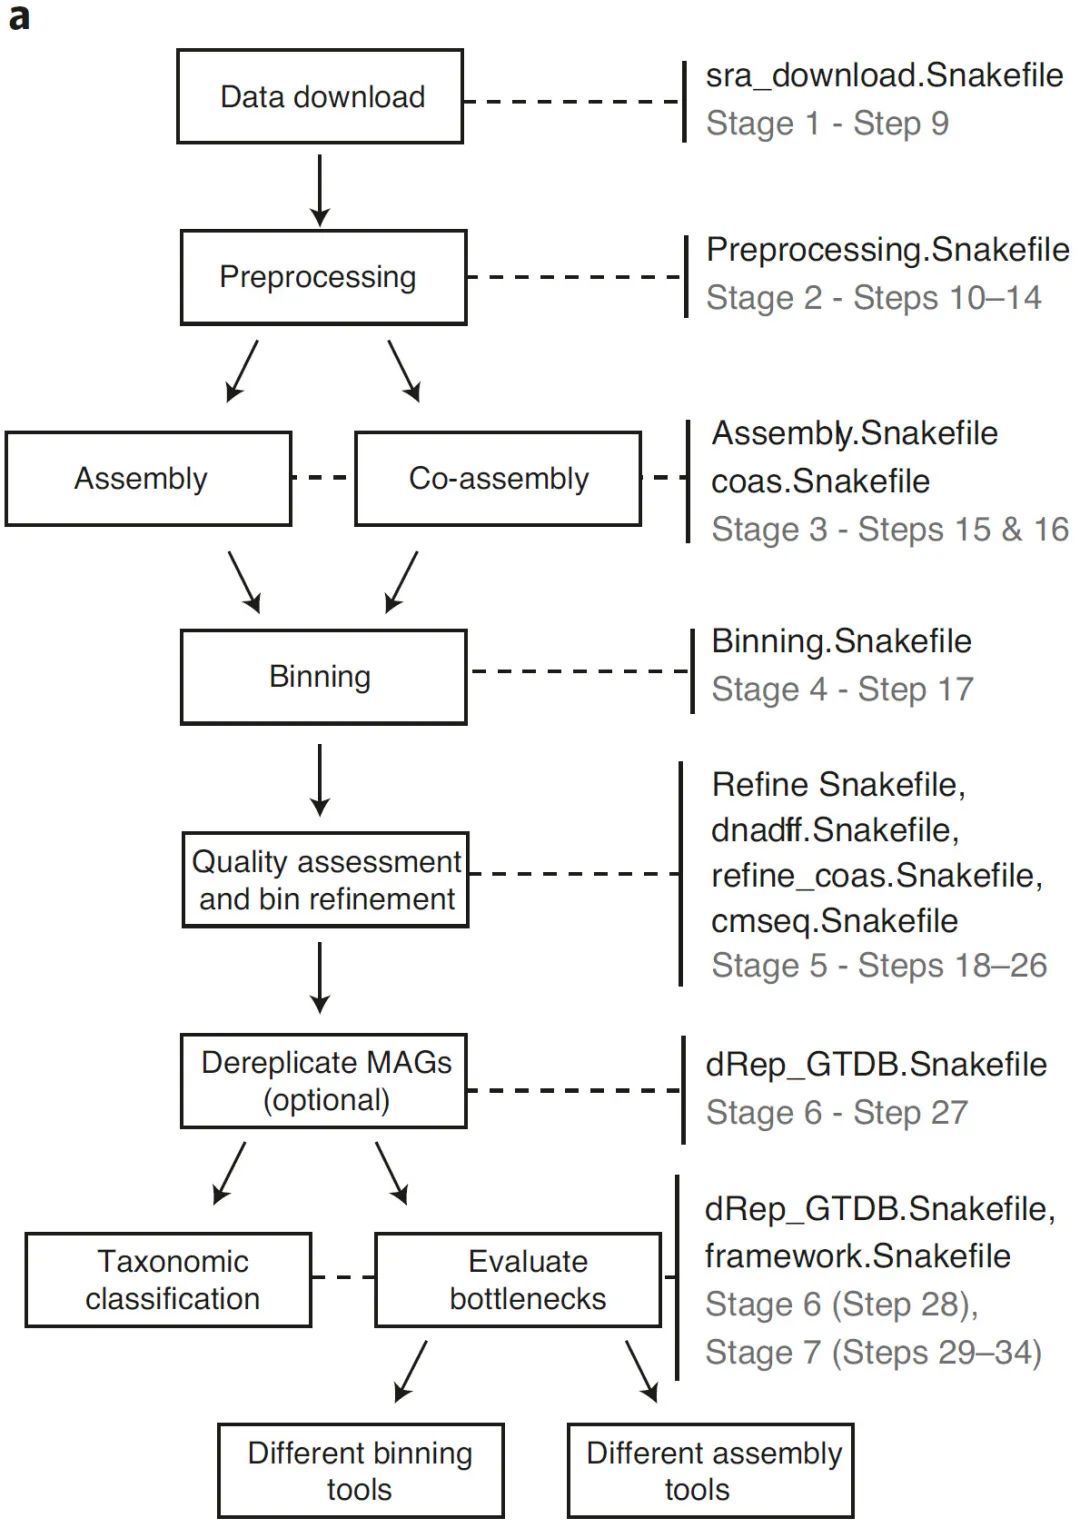 a
Data download
sra_download.Snakefile
Stage 1 - Step 9
Preprocessing
Preprocessing.Snakefile
Stage 2 - Steps 10–14
Assembly
Co-assembly
Assembly.Snakefile
coas.Snakefile
Stage 3 - Steps 15 & 16
Binning
Binning.Snakefile
Stage 4 - Step 17
Quality assessment
and bin refinement
Refine Snakefile,
dnadff.Snakefile,
refine_coas.Snakefile,
cmseq.Snakefile
Stage 5 - Steps 18–26
Dereplicate MAGs
(optional)
dRep_GTDB.Snakefile
Stage 6 - Step 27
Taxonomic
classification
Evaluate
bottlenecks
dRep_GTDB.Snakefile,
framework.Snakefile
Stage 6 (Step 28),
Stage 7 (Steps 29–34)
Different binning
tools
Different assembly
tools